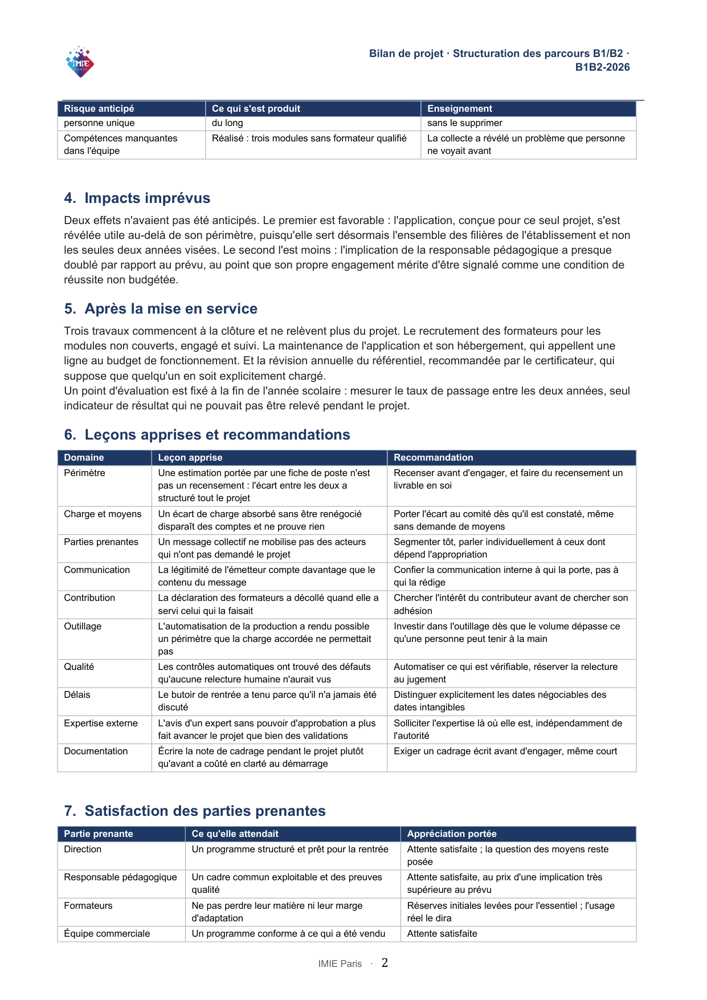 IMIE
PARIS
Bilan de projet · Structuration des parcours B1/B2 ·
B1B2-2026
Risque anticipé Ce qui s'est produit Enseignement
personne unique du long sans le supprimer
Compétences manquantes Réalisé : trois modules sans formateur qualifié La collecte a révélé un problème que personne
dans l'équipe ne voyait avant
4. Impacts imprévus
Deux effets n'avaient pas été anticipés. Le premier est favorable : l'application, conçue pour ce seul projet, s'est
révélée utile au-delà de son périmètre, puisqu'elle sert désormais l'ensemble des filières de l'établissement et non
les seules deux années visées. Le second l'est moins : l'implication de la responsable pédagogique a presque
doublé par rapport au prévu, au point que son propre engagement mérite d'être signalé comme une condition de
réussite non budgétée.
5. Après la mise en service
Trois travaux commencent à la clôture et ne relèvent plus du projet. Le recrutement des formateurs pour les
modules non couverts, engagé et suivi. La maintenance de l'application et son hébergement, qui appellent une
ligne au budget de fonctionnement. Et la révision annuelle du référentiel, recommandée par le certificateur, qui
suppose que quelqu'un en soit explicitement chargé.
Un point d'évaluation est fixé à la fin de l'année scolaire : mesurer le taux de passage entre les deux années, seul
indicateur de résultat qui ne pouvait pas être relevé pendant le projet.
6. Leçons apprises et recommandations
Domaine Leçon apprise Recommandation
Périmètre Une estimation portée par une fiche de poste n'est Recenser avant d'engager, et faire du recensement un
pas un recensement : l'écart entre les deux a livrable en soi
structuré tout le projet
Charge et moyens Un écart de charge absorbé sans être renégocié Porter l'écart au comité dès qu'il est constaté, même
disparaît des comptes et ne prouve rien sans demande de moyens
Parties prenantes Un message collectif ne mobilise pas des acteurs Segmenter tôt, parler individuellement à ceux dont
qui n'ont pas demandé le projet dépend l'appropriation
Communication La légitimité de l'émetteur compte davantage que le Confier la communication interne à qui la porte, pas à
contenu du message qui la rédige
Contribution La déclaration des formateurs a décollé quand elle a Chercher l'intérêt du contributeur avant de chercher son
servi celui qui la faisait adhésion
Outillage L'automatisation de la production a rendu possible Investir dans l'outillage dès que le volume dépasse ce
un périmètre que la charge accordée ne permettait qu'une personne peut tenir à la main
pas
Qualité Les contrôles automatiques ont trouvé des défauts Automatiser ce qui est vérifiable, réserver la relecture
qu'aucune relecture humaine n'aurait vus au jugement
Délais Le butoir de rentrée a tenu parce qu'il n'a jamais été Distinguer explicitement les dates négociables des
discuté dates intangibles
Expertise externe L'avis d'un expert sans pouvoir d'approbation a plus Solliciter l'expertise là où elle est, indépendamment de
fait avancer le projet que bien des validations l'autorité
Documentation Écrire la note de cadrage pendant le projet plutôt Exiger un cadrage écrit avant d'engager, même court
qu'avant a coûté en clarté au démarrage
7. Satisfaction des parties prenantes
Partie prenante Ce qu'elle attendait Appréciation portée
Direction Un programme structuré et prêt pour la rentrée Attente satisfaite ; la question des moyens reste
posée
Responsable pédagogique Un cadre commun exploitable et des preuves Attente satisfaite, au prix d'une implication très
qualité supérieure au prévu
Formateurs Ne pas perdre leur matière ni leur marge Réserves initiales levées pour l'essentiel ; l'usage
d'adaptation réel le dira
Équipe commerciale Un programme conforme à ce qui a été vendu Attente satisfaite
IMIE Paris · 2